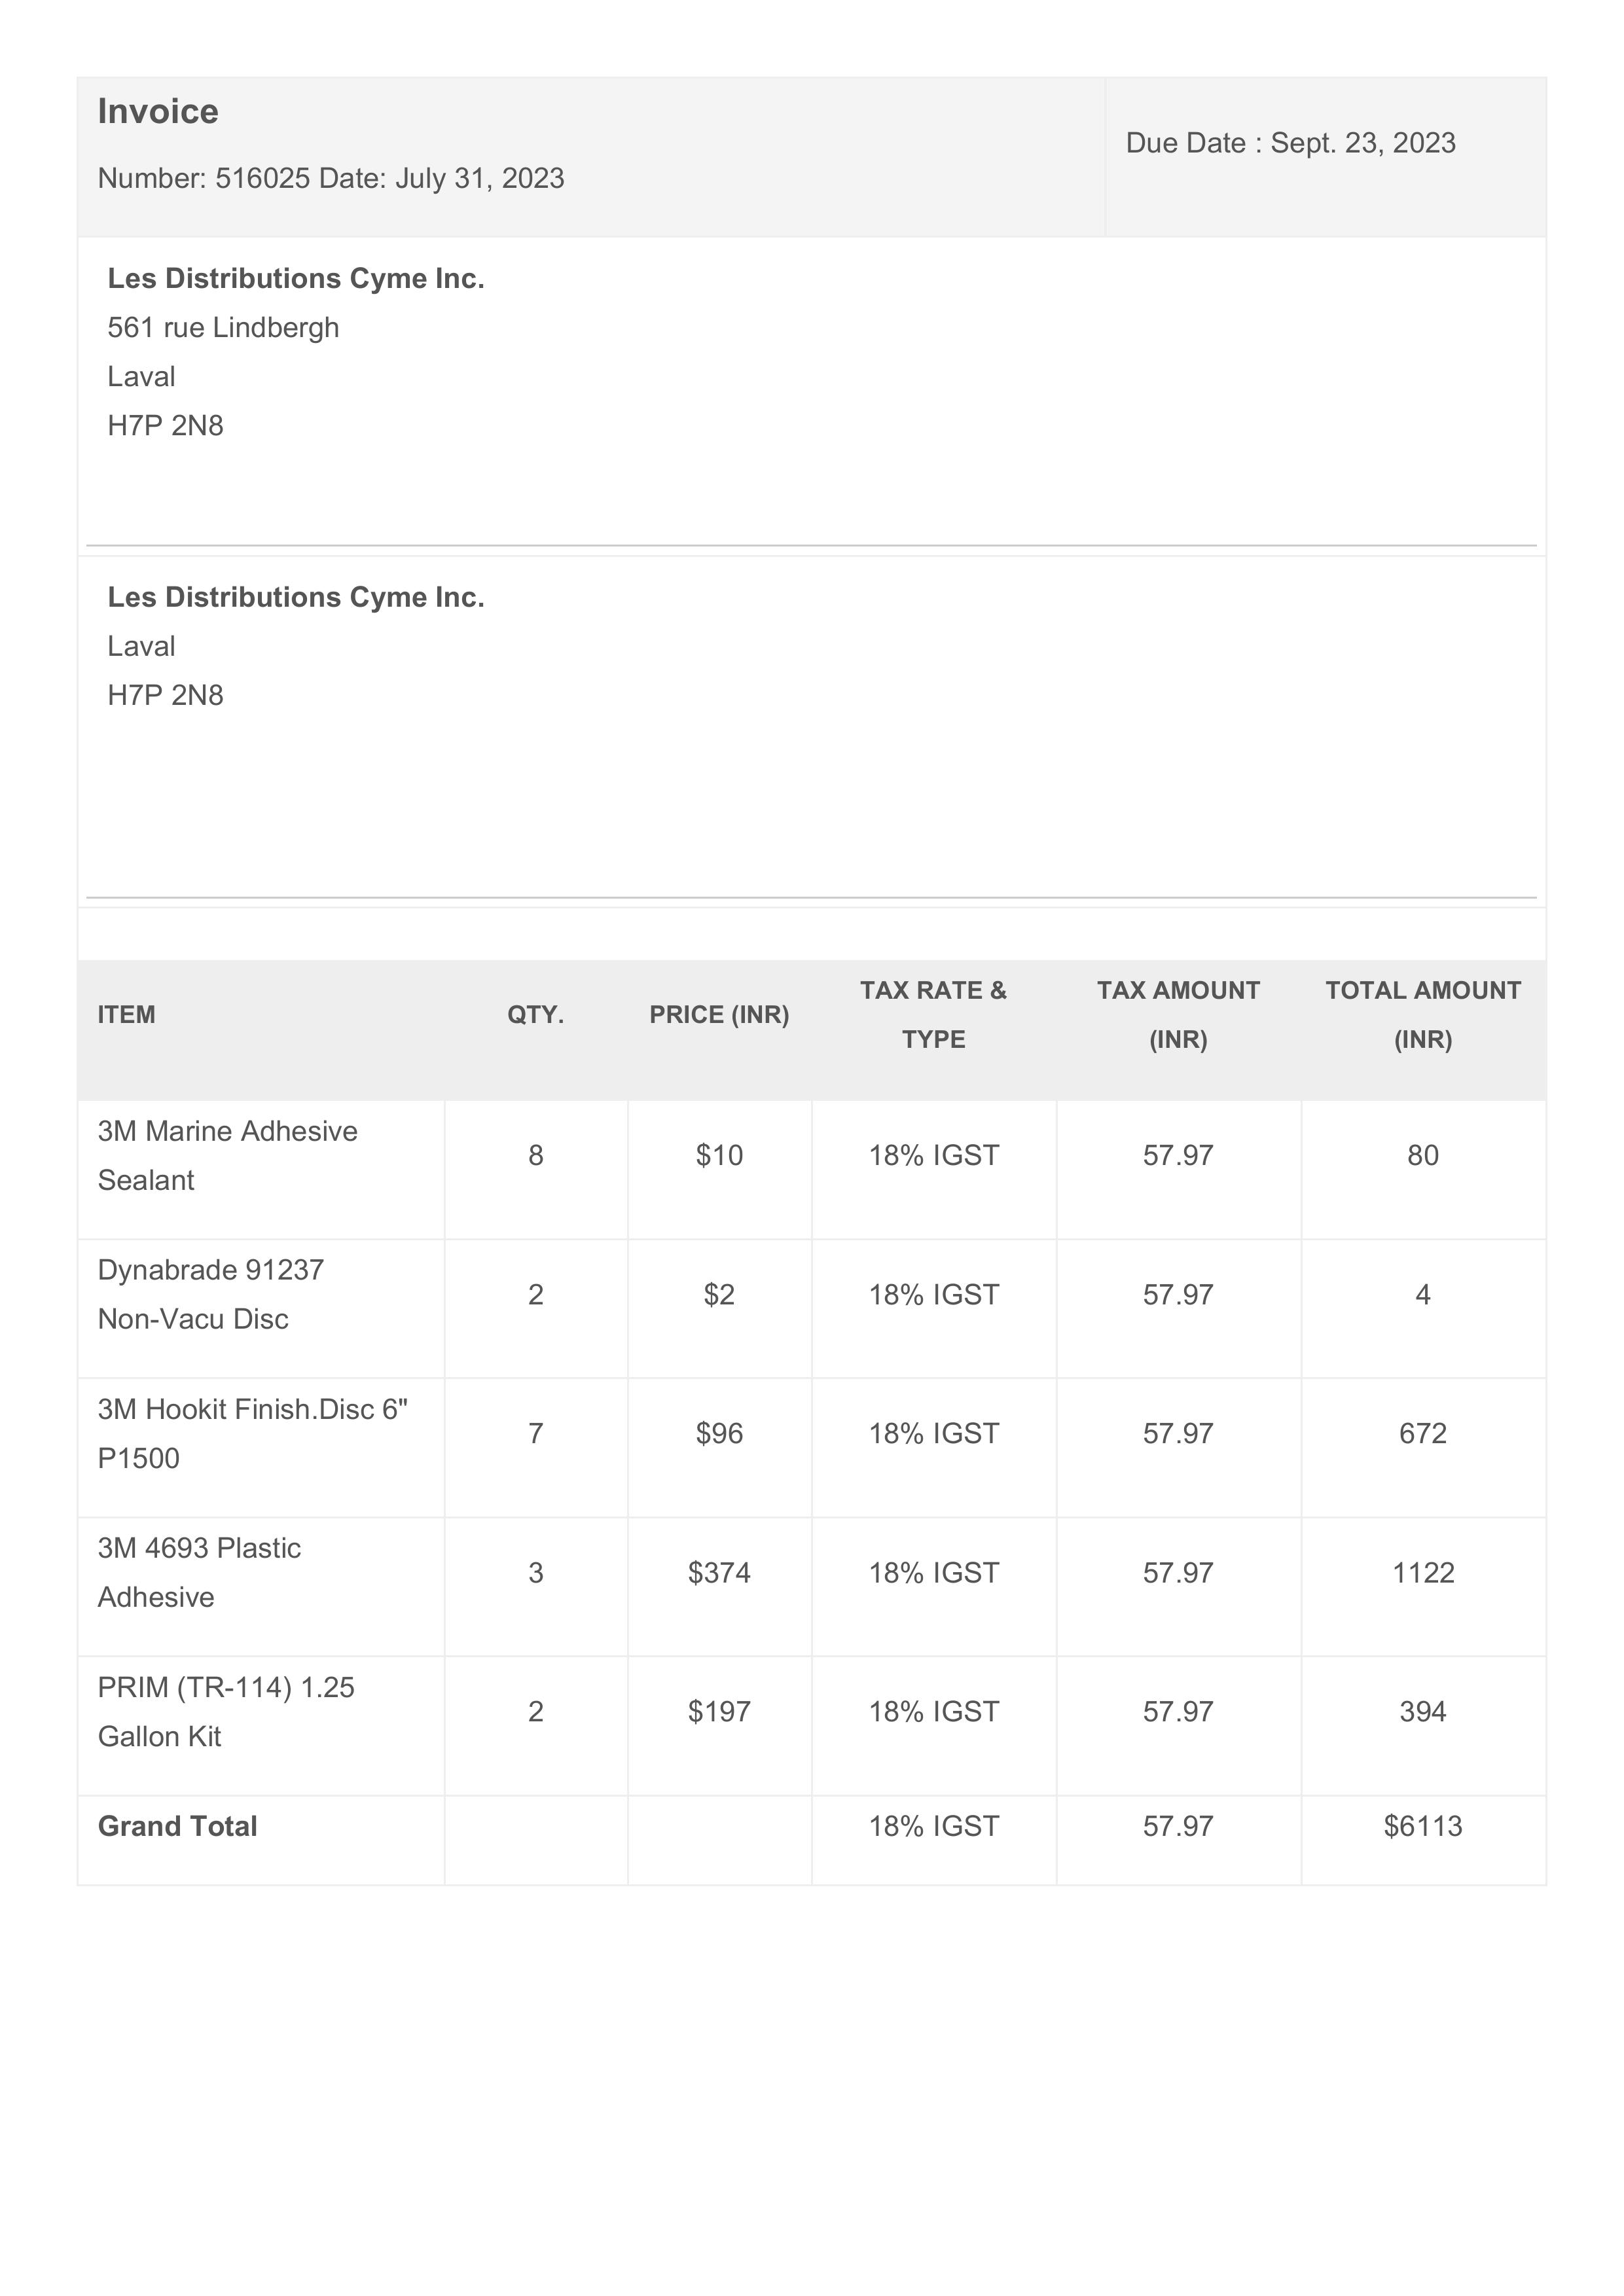 Invoice
Number: 516025 Date: July 31, 2023
Due Date : Sept. 23, 2023
Les Distributions Cyme Inc.
561 rue Lindbergh
Laval
H7P 2N8
Les Distributions Cyme Inc.
Laval
H7P 2N8
ITEM QTY. PRICE (INR) TAX RATE & TYPE TAX AMOUNT (INR) TOTAL AMOUNT (INR)
3M Marine Adhesive Sealant 8 $10 18% IGST 57.97 80
Dynabrade 91237 Non-Vacu Disc 2 $2 18% IGST 57.97 4
3M Hookit Finish.Disc 6" P1500 7 $96 18% IGST 57.97 672
3M 4693 Plastic Adhesive 3 $374 18% IGST 57.97 1122
PRIM (TR-114) 1.25 Gallon Kit 2 $197 18% IGST 57.97 394
Grand Total 18% IGST 57.97 $6113